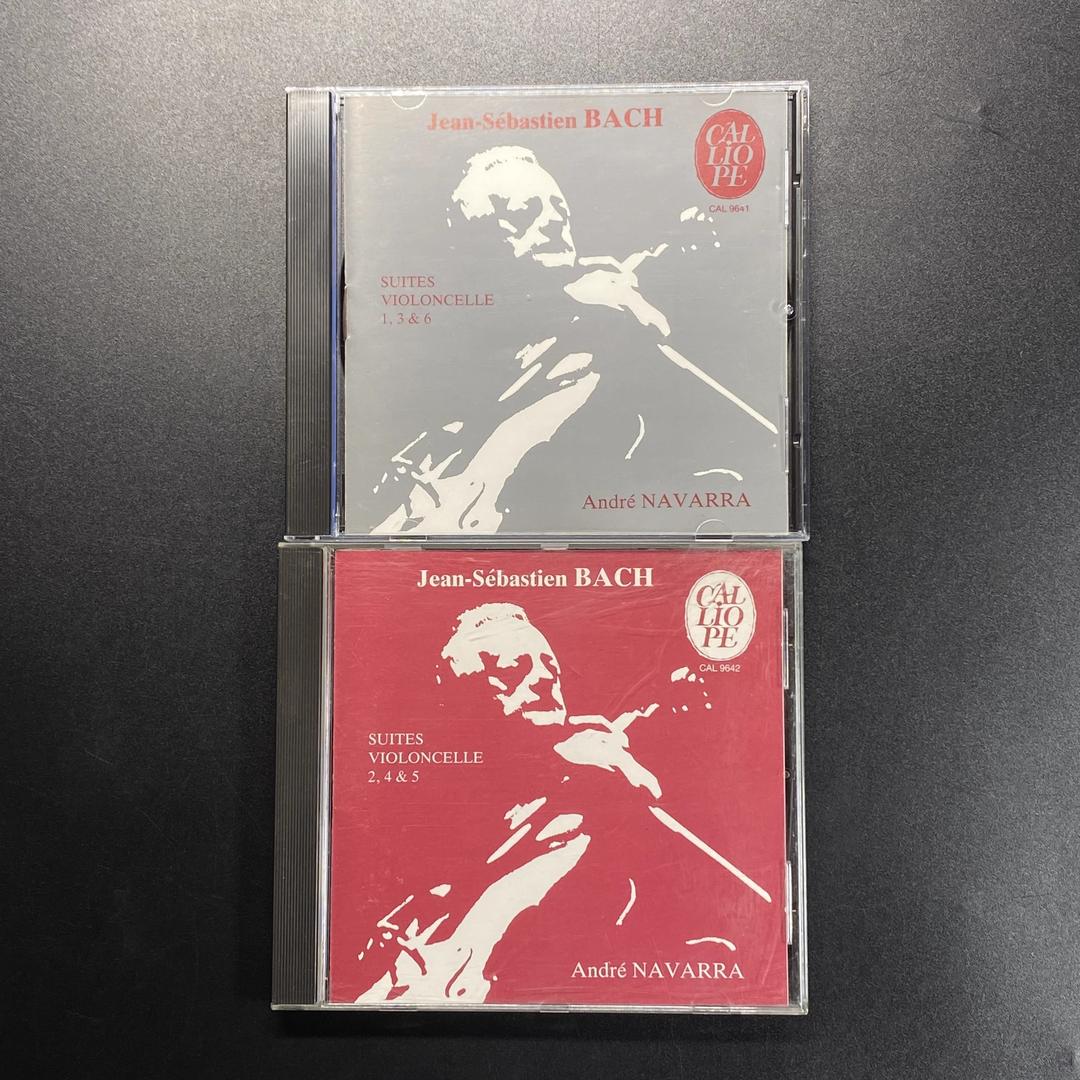 Jean-Sébastien BACH
CAL
LIO
PE
CAL 9641
SUITES
VIOLONCELLE
1, 3 & 6
André NAVARRA
Jean-Sébastien BACH
CAL
LIO
PE
CAL 9642
SUITES
VIOLONCELLE
2, 4 & 5
André NAVARRA